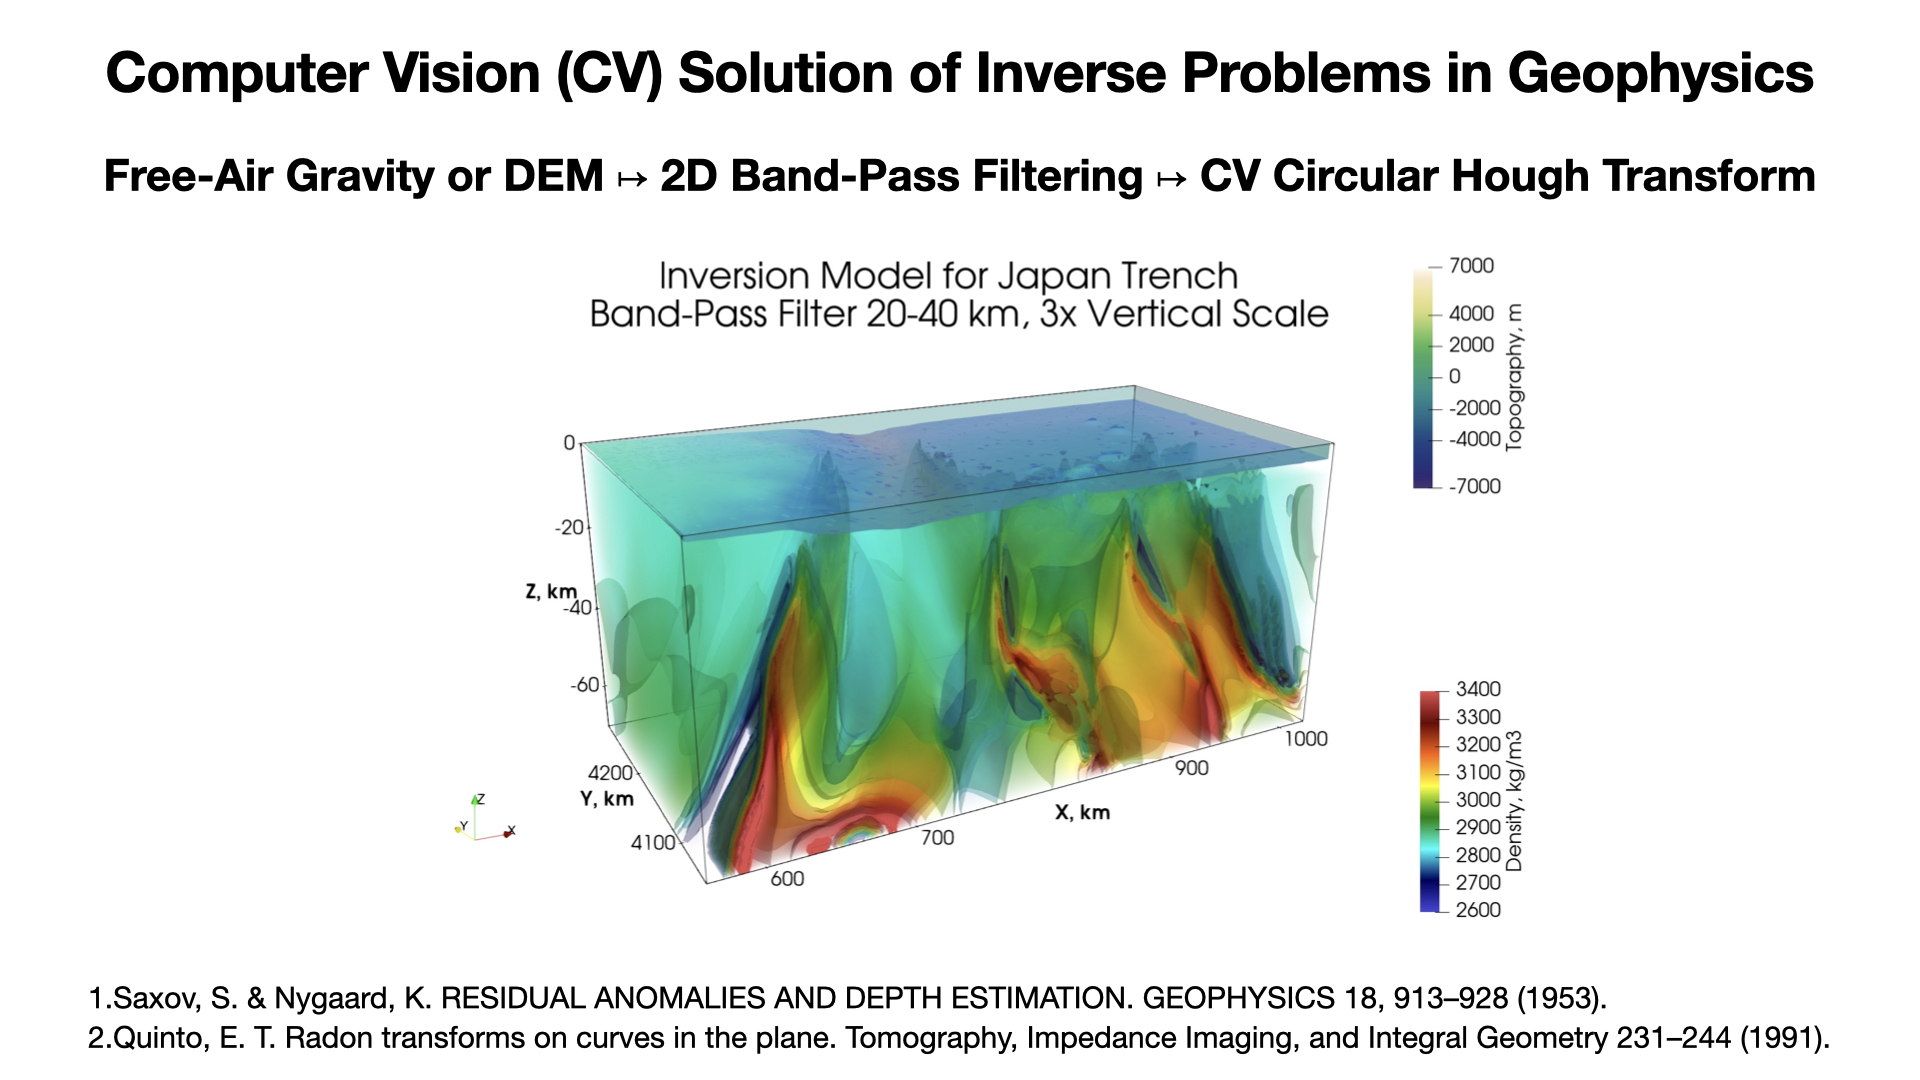 Computer Vision (CV) Solution of Inverse Problems in Geophysics
Free-Air Gravity or DEM ↦ 2D Band-Pass Filtering ↦ CV Circular Hough Transform
Inversion Model for Japan Trench
Band-Pass Filter 20-40 km, 3x Vertical Scale
7000
4000
2000
0
-2000
-4000
-7000
Topography, m
0
-20
Z, km
-40
-60
4200
Y, km
4100
600
700
X, km
900
1000
Z
Y
X
3400
3300
3200
3100
3000
2900
2800
2700
2600
Density, kg/m3
1.Saxov, S. & Nygaard, K. RESIDUAL ANOMALIES AND DEPTH ESTIMATION. GEOPHYSICS 18, 913–928 (1953).
2.Quinto, E. T. Radon transforms on curves in the plane. Tomography, Impedance Imaging, and Integral Geometry 231–244 (1991).